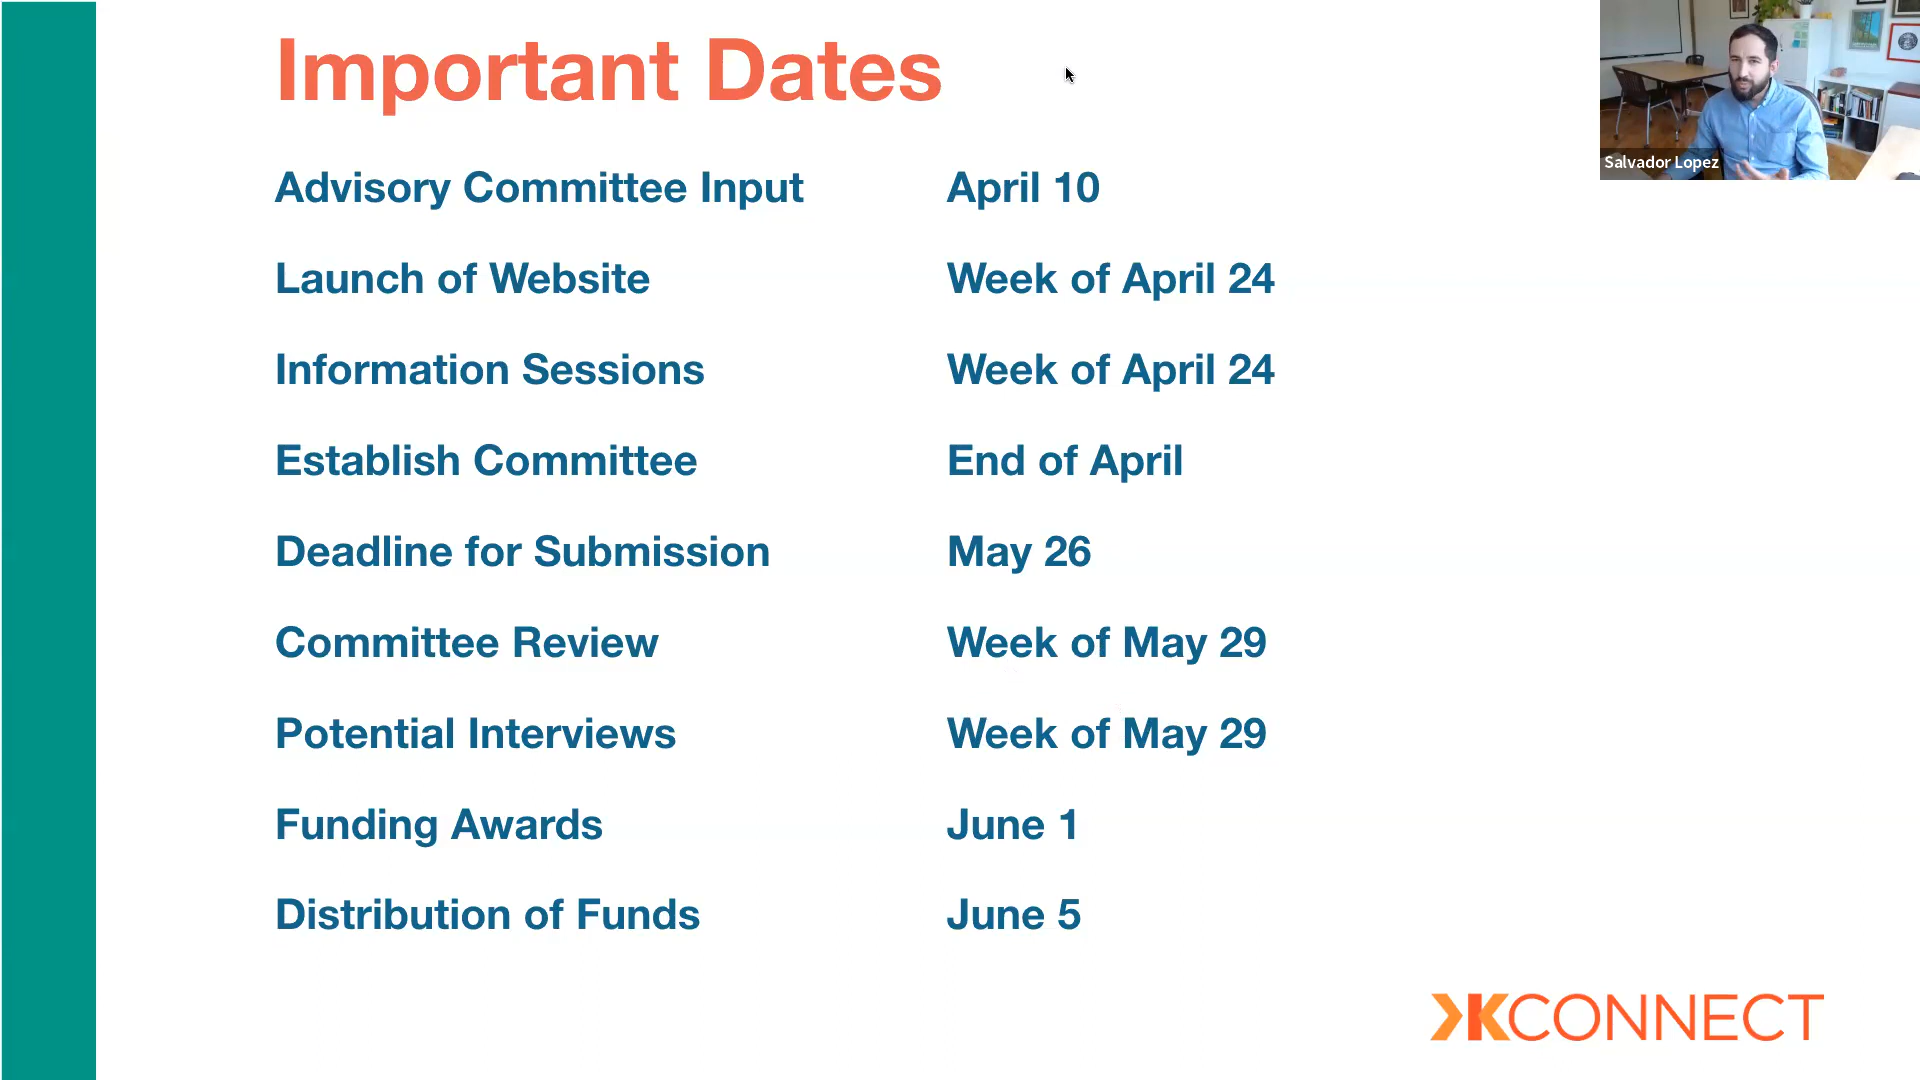 Important Dates
Advisory Committee Input April 10
Launch of Website Week of April 24
Information Sessions Week of April 24
Establish Committee End of April
Deadline for Submission May 26
Committee Review Week of May 29
Potential Interviews Week of May 29
Funding Awards June 1
Distribution of Funds June 5
Salvador Lopez
KCONNECT